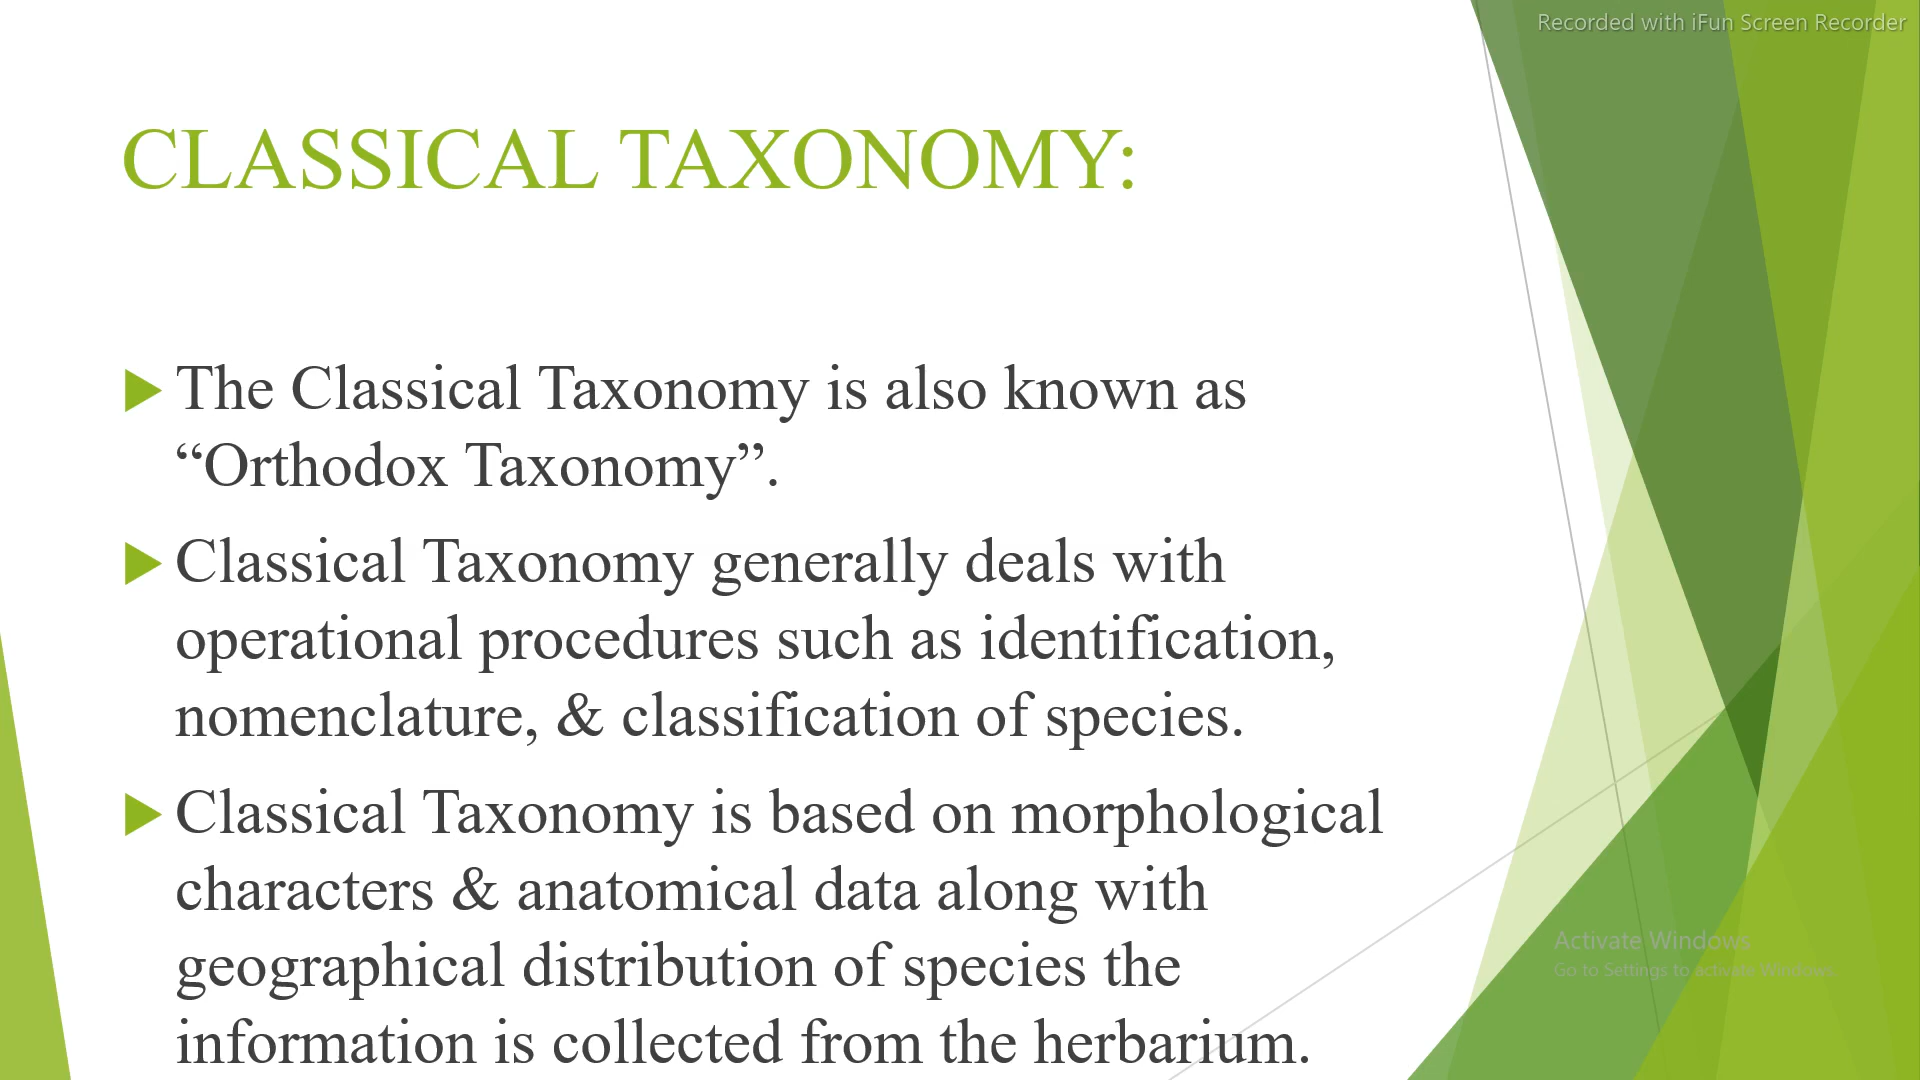 Recorded with iFun Screen Recorder
CLASSICAL TAXONOMY:
The Classical Taxonomy is also known as
“Orthodox Taxonomy”.
Classical Taxonomy generally deals with
operational procedures such as identification,
nomenclature, & classification of species.
Classical Taxonomy is based on morphological
characters & anatomical data along with
geographical distribution of species the
information is collected from the herbarium.
Activate Windows
Go to Settings to activate Windows.